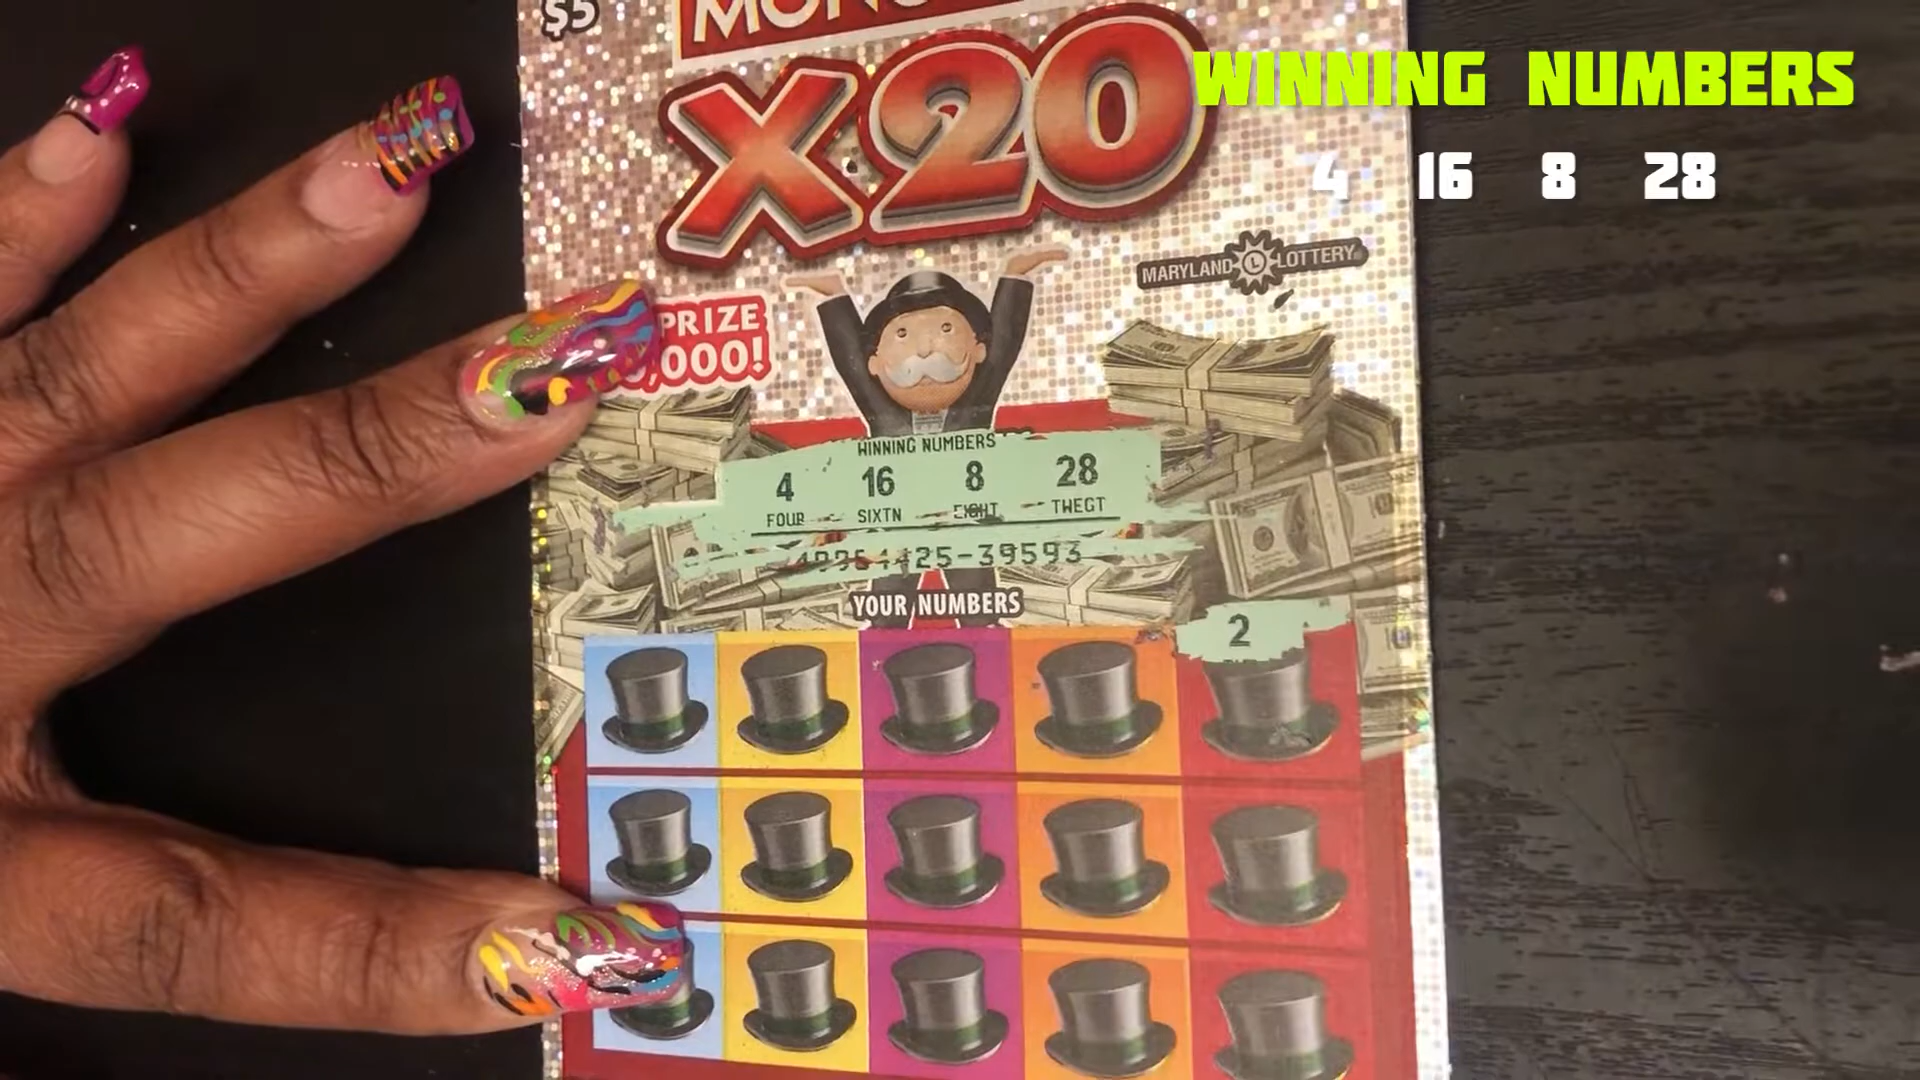 $5
X20
WINNING NUMBERS
4 16 8 28
MARYLAND LOTTERY
PRIZE
,000!
WINNING NUMBERS
4 16 8 28
FOUR SIXTN EIGHT TWEGT
25-39593
YOUR NUMBERS
2